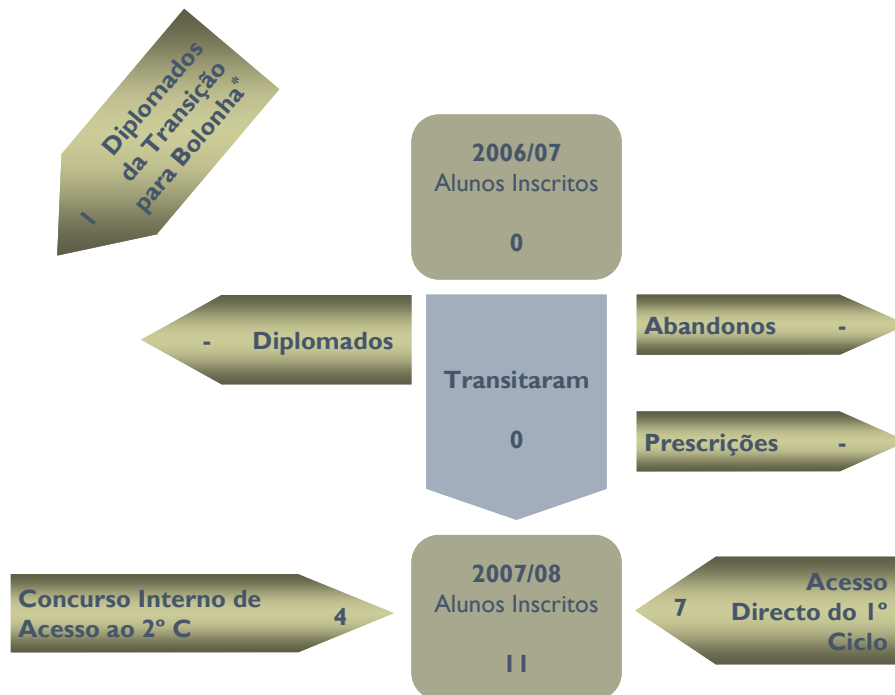 Diplomados
da Transição
para Bolonha*
1
2006/07
Alunos Inscritos
0
- Diplomados
Abandonos -
Transitaram
0
Prescrições -
Concurso Interno de
Acesso ao 2º C
4
2007/08
Alunos Inscritos
11
7
Acesso
Directo do 1º
Ciclo